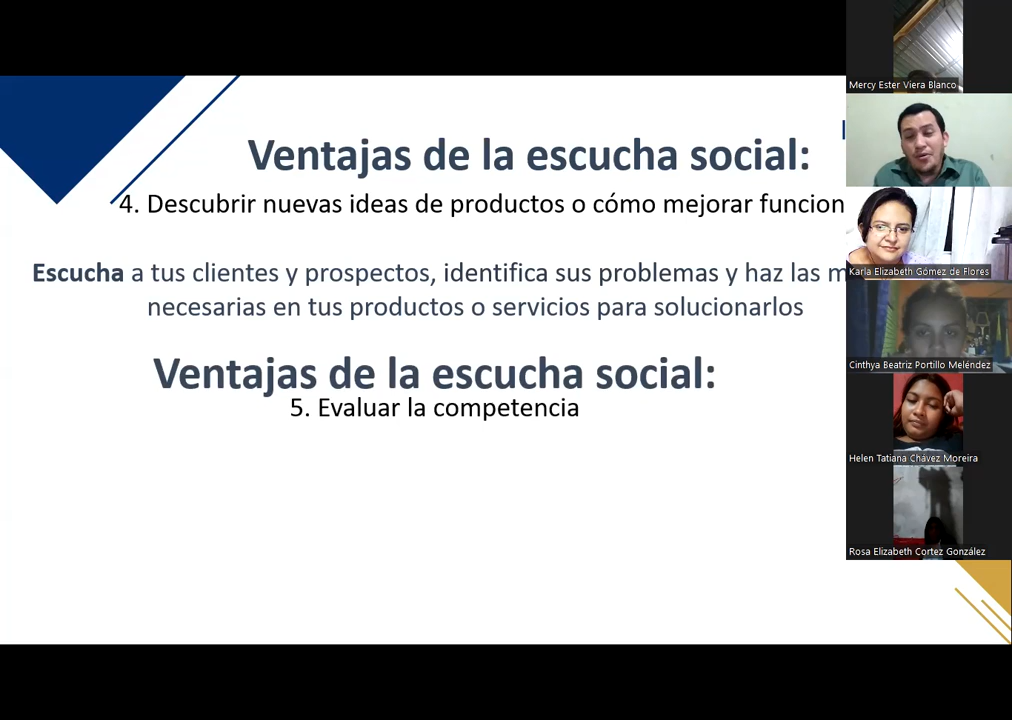 Ventajas de la escucha social:
4. Descubrir nuevas ideas de productos o cómo mejorar funcion
Escucha a tus clientes y prospectos, identifica sus problemas y haz las m
necesarias en tus productos o servicios para solucionarlos
Ventajas de la escucha social:
5. Evaluar la competencia
Mercy Ester Viera Blanco
Karla Elizabeth Gómez de Flores
Cinthya Beatriz Portillo Meléndez
Helen Tatiana Chávez Moreira
Rosa Elizabeth Cortez González